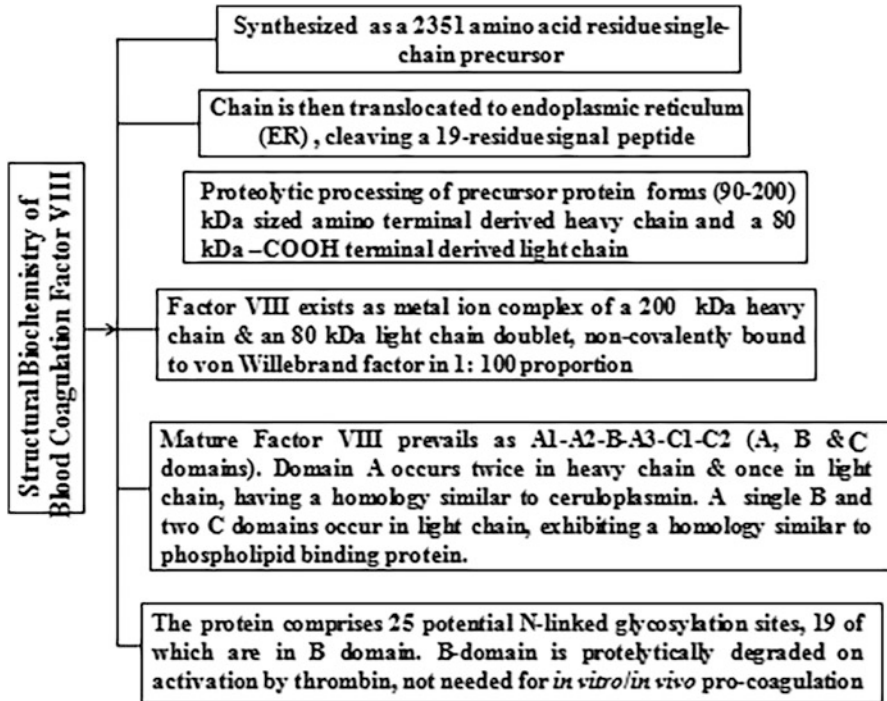 Structural Biochemistry of
Blood Coagulation Factor VIII
Synthesized as a 2351 amino acid residue single-
chain precursor
Chain is then translocated to endoplasmic reticulum
(ER) , cleaving a 19-residue signal peptide
Proteolytic processing of precursor protein forms (90-200)
kDa sized amino terminal derived heavy chain and a 80
kDa –COOH terminal derived light chain
Factor VIII exists as metal ion complex of a 200 kDa heavy
chain & an 80 kDa light chain doublet, non-covalently bound
to von Willebrand factor in 1: 100 proportion
Mature Factor VIII prevails as A1-A2-B-A3-C1-C2 (A, B & C
domains). Domain A occurs twice in heavy chain & once in light
chain, having a homology similar to ceruloplasmin. A single B and
two C domains occur in light chain, exhibiting a homology similar to
phospholipid binding protein.
The protein comprises 25 potential N-linked glycosylation sites, 19 of
which are in B domain. B-domain is protelytically degraded on
activation by thrombin, not needed for in vitro/in vivo pro-coagulation